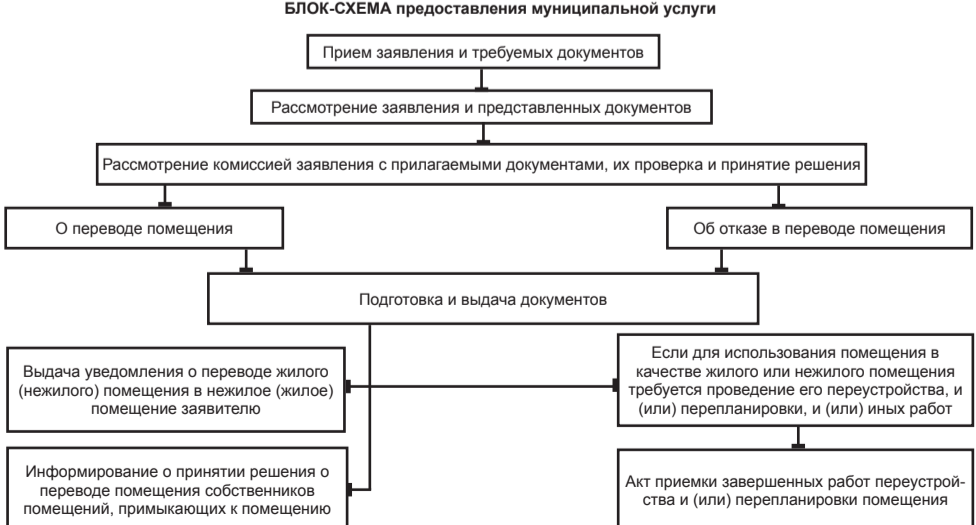 БЛОК-СХЕМА предоставления муниципальной услуги
Прием заявления и требуемых документов
Рассмотрение заявления и представленных документов
Рассмотрение комиссией заявления с прилагаемыми документами, их проверка и принятие решения
О переводе помещения
Об отказе в переводе помещения
Подготовка и выдача документов
Выдача уведомления о переводе жилого
(нежилого) помещения в нежилое (жилое)
помещение заявителю
Если для использования помещения в
качестве жилого или нежилого помещения
требуется проведение его переустройства, и
(или) перепланировки, и (или) иных работ
Информирование о принятии решения о
переводе помещения собственников
помещений, примыкающих к помещению
Акт приемки завершенных работ переустрой-
ства и (или) перепланировки помещения